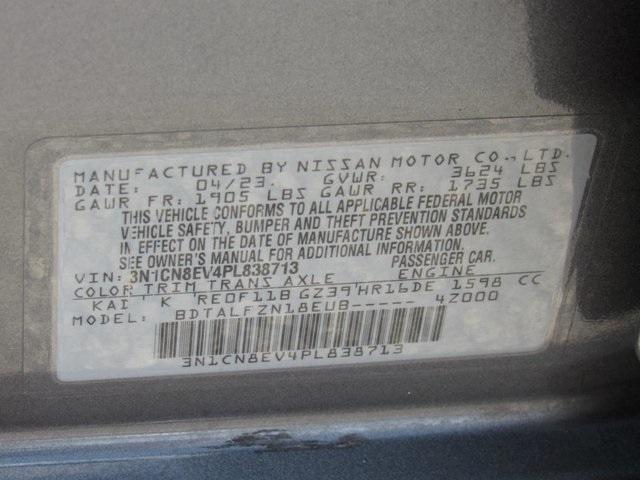 MANUFACTURED BY NISSAN MOTOR CO., LTD.
DATE: 04/23. GVWR: 3624 LBS
GAWR FR: 1905 LBS GAWR RR: 1735 LBS
THIS VEHICLE CONFORMS TO ALL APPLICABLE FEDERAL MOTOR
VEHICLE SAFETY, BUMPER AND THEFT PREVENTION STANDARDS
IN EFFECT ON THE DATE OF MANUFACTURE SHOWN ABOVE.
SEE OWNER'S MANUAL FOR ADDITIONAL INFORMATION.
VIN: 3N1CN8EV4PL838713 PASSENGER CAR.
COLOR TRIM TRANS AXLE ENGINE
KAI K RE0F11B GZ39 HR16DE 1598 CC
MODEL: BDTALFZN18EUB----- 4Z000
3N1CN8EV4PL838713